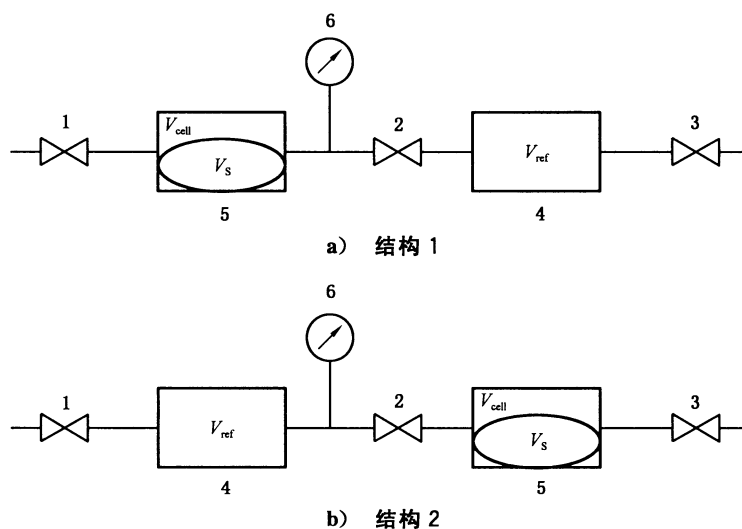 6
1
V_cell
V_S
2
V_ref
3
5
4
a） 结构 1
6
1
V_ref
2
V_cell
V_S
3
4
5
b） 结构 2